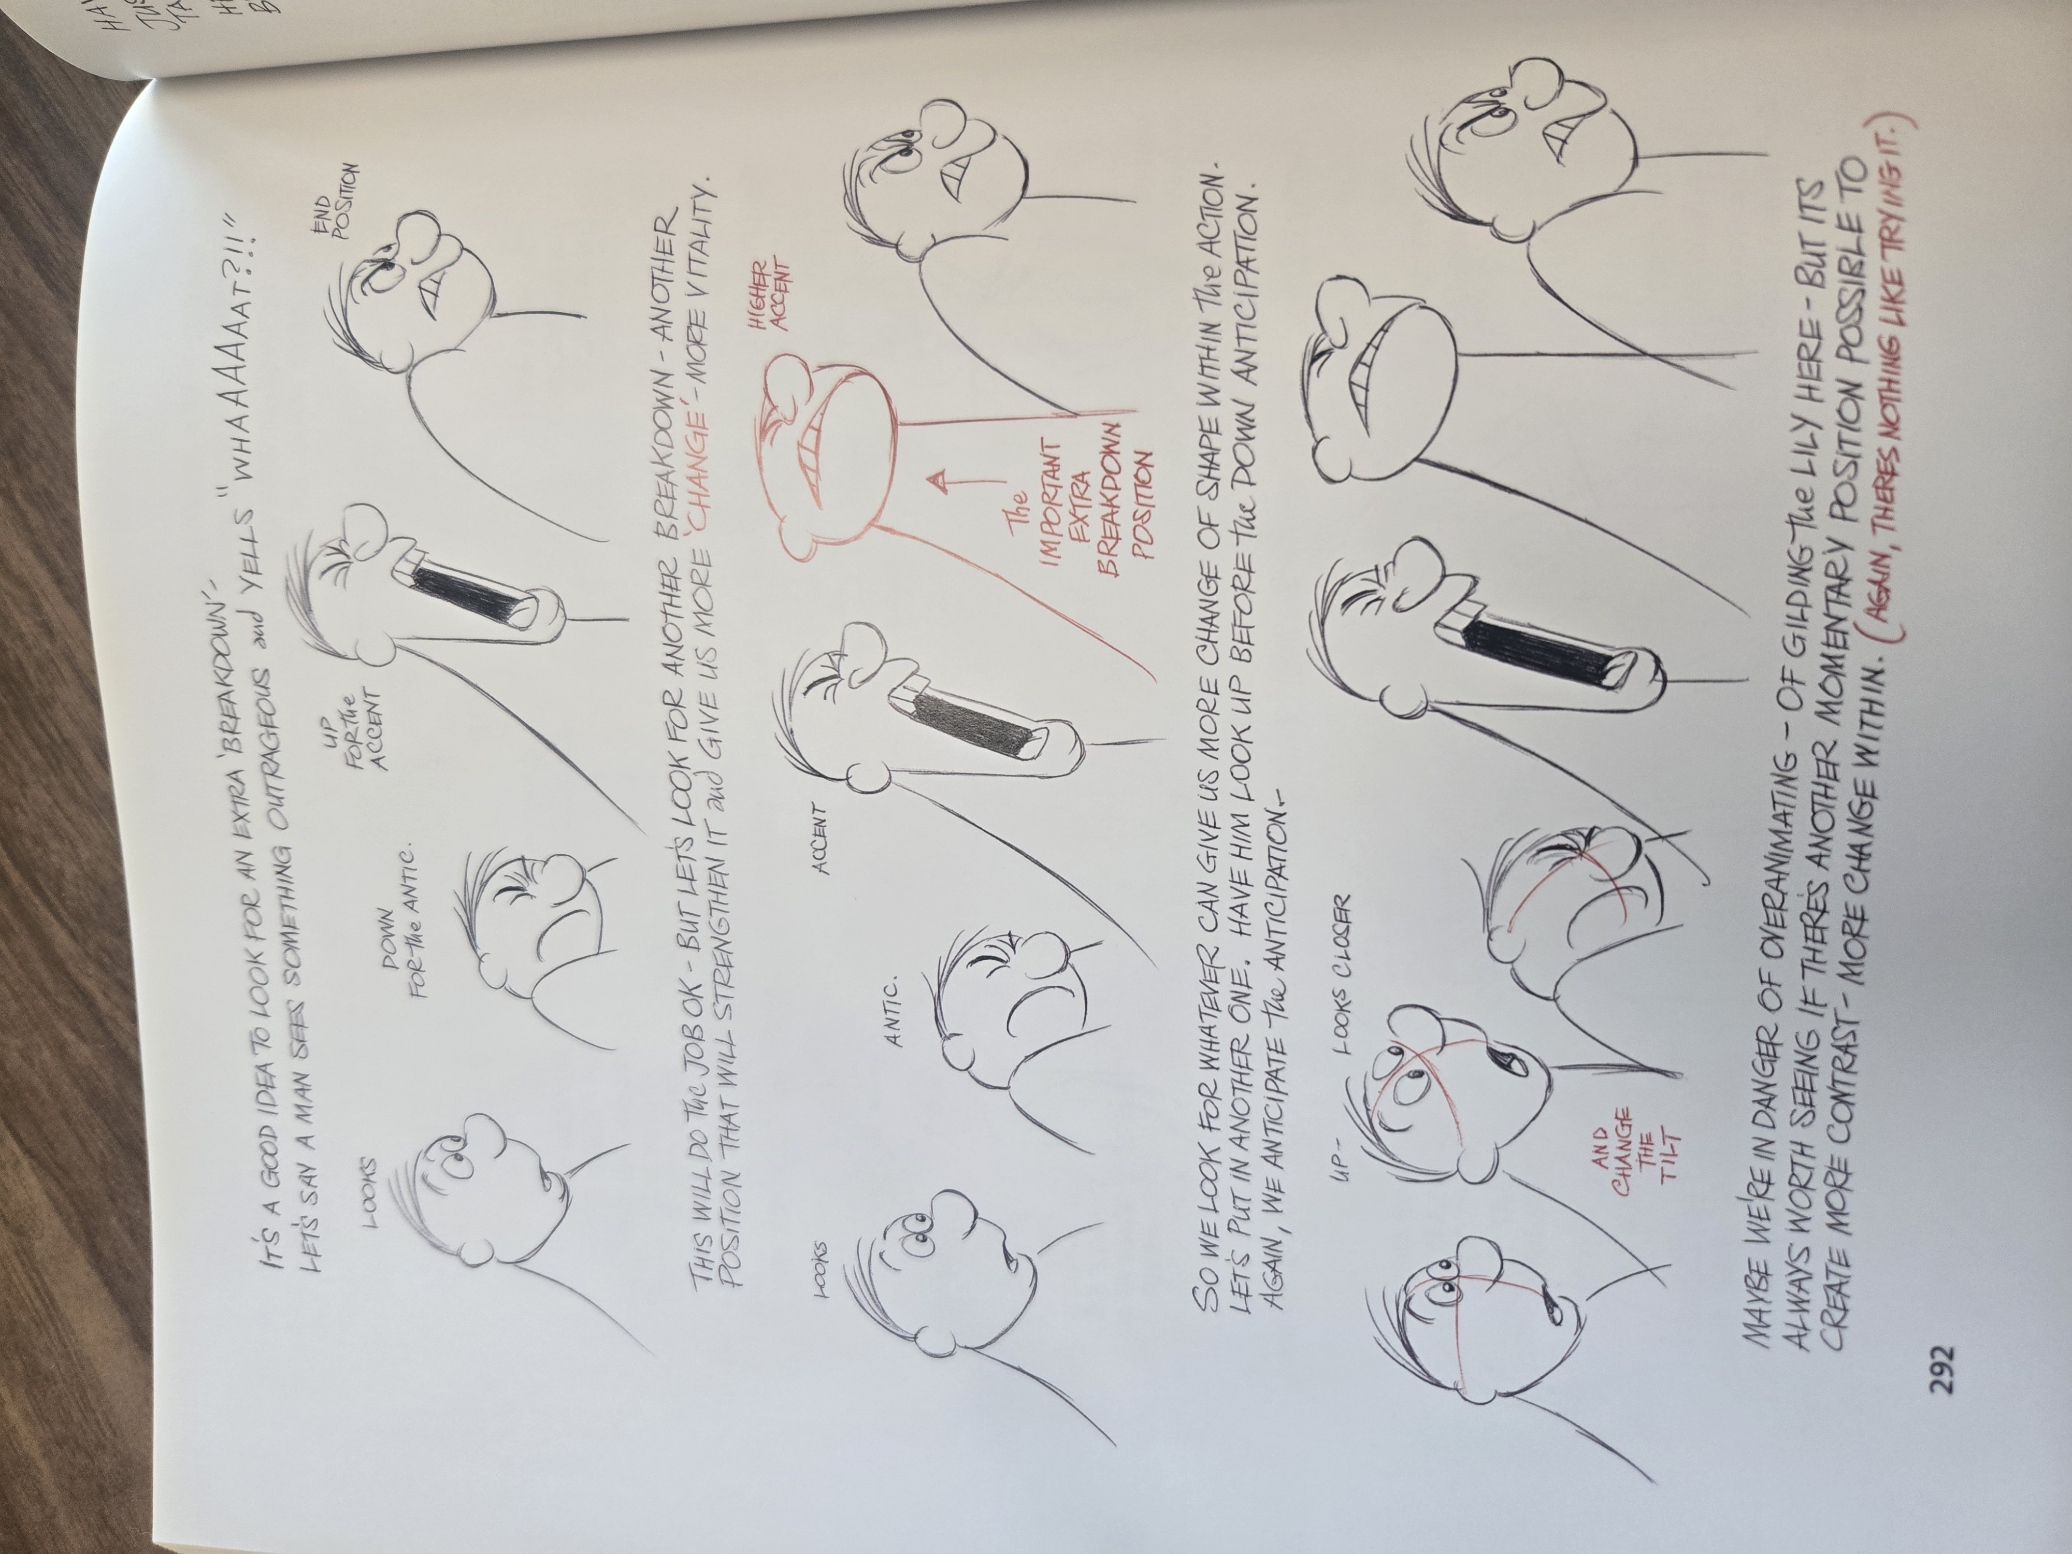 IT'S A GOOD IDEA TO LOOK FOR AN EXTRA 'BREAKDOWN'-
LET'S SAY A MAN SEES SOMETHING OUTRAGEOUS and YELLS "WHAAAAAAT?!!"
LOOKS
DOWN
FOR the ANTIC.
UP
FOR the
ACCENT
END
POSITION
THIS WILL DO the JOB OK - BUT LET'S LOOK FOR ANOTHER BREAKDOWN - ANOTHER
POSITION THAT WILL STRENGTHEN IT and GIVE US MORE 'CHANGE' - MORE VITALITY.
LOOKS
ANTIC.
ACCENT
HIGHER
ACCENT
The
IMPORTANT
EXTRA
BREAKDOWN
POSITION
SO WE LOOK FOR WHATEVER CAN GIVE US MORE CHANGE OF SHAPE WITHIN the ACTION.
LET'S PUT IN ANOTHER ONE. HAVE HIM LOOK UP BEFORE the DOWN ANTICIPATION.
AGAIN, WE ANTICIPATE the ANTICIPATION -
UP - LOOKS CLOSER
AND
CHANGE
THE
TILT
MAYBE WE'RE IN DANGER OF OVERANIMATING - OF GILDING the LILY HERE - BUT ITS
ALWAYS WORTH SEEING IF THERE'S ANOTHER MOMENTARY POSITION POSSIBLE TO
CREATE MORE CONTRAST - MORE CHANGE WITHIN. (AGAIN, THERES NOTHING LIKE TRYING IT.)
292